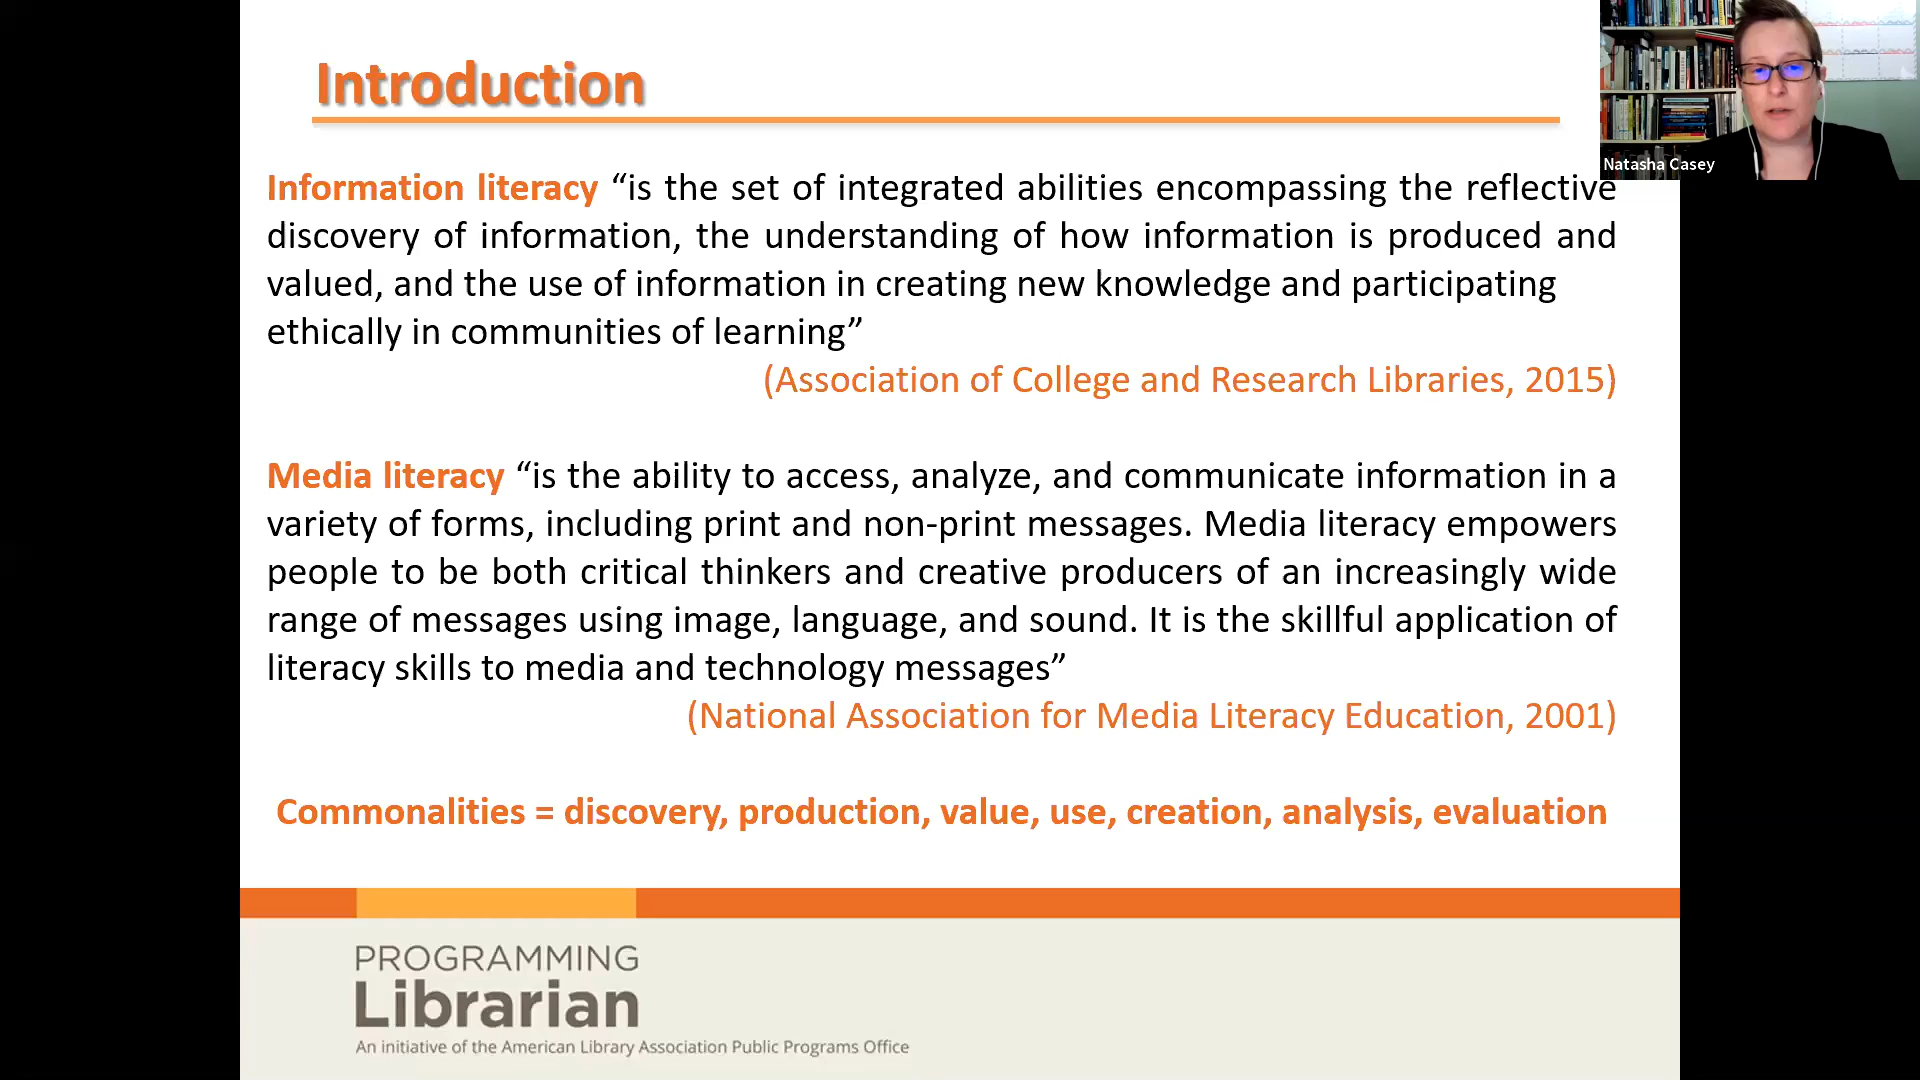 Introduction
Natasha Casey
Information literacy “is the set of integrated abilities encompassing the reflective
discovery of information, the understanding of how information is produced and
valued, and the use of information in creating new knowledge and participating
ethically in communities of learning”
(Association of College and Research Libraries, 2015)
Media literacy “is the ability to access, analyze, and communicate information in a
variety of forms, including print and non-print messages. Media literacy empowers
people to be both critical thinkers and creative producers of an increasingly wide
range of messages using image, language, and sound. It is the skillful application of
literacy skills to media and technology messages”
(National Association for Media Literacy Education, 2001)
Commonalities = discovery, production, value, use, creation, analysis, evaluation
PROGRAMMING
Librarian
An initiative of the American Library Association Public Programs Office